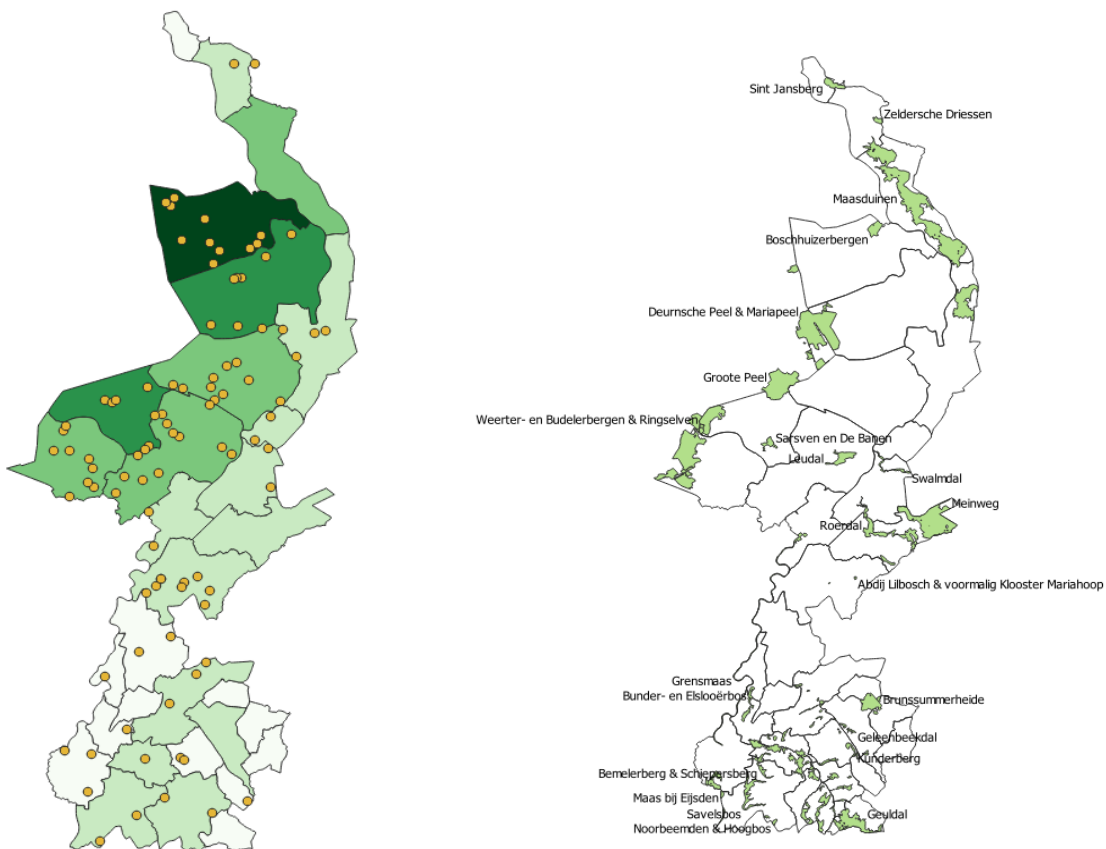 Sint Jansberg
Zeldersche Driessen
Maasduinen
Boschhuizerbergen
Deurnsche Peel & Mariapeel
Groote Peel
Weerter- en Budelerbergen & Ringselven
Sarsven en De Banen
Leudal
Swalmdal
Meinweg
Roerdal
Abdij Lilbosch & voormalig Klooster Mariahoop
Grensmaas
Bunder- en Elslooërbos
Brunssummerheide
Geleenbeekdal
Kunderberg
Bemelerberg & Schiepersberg
Maas bij Eijsden
Savelsbos
Geuldal
Noorbeemden & Hoogbos